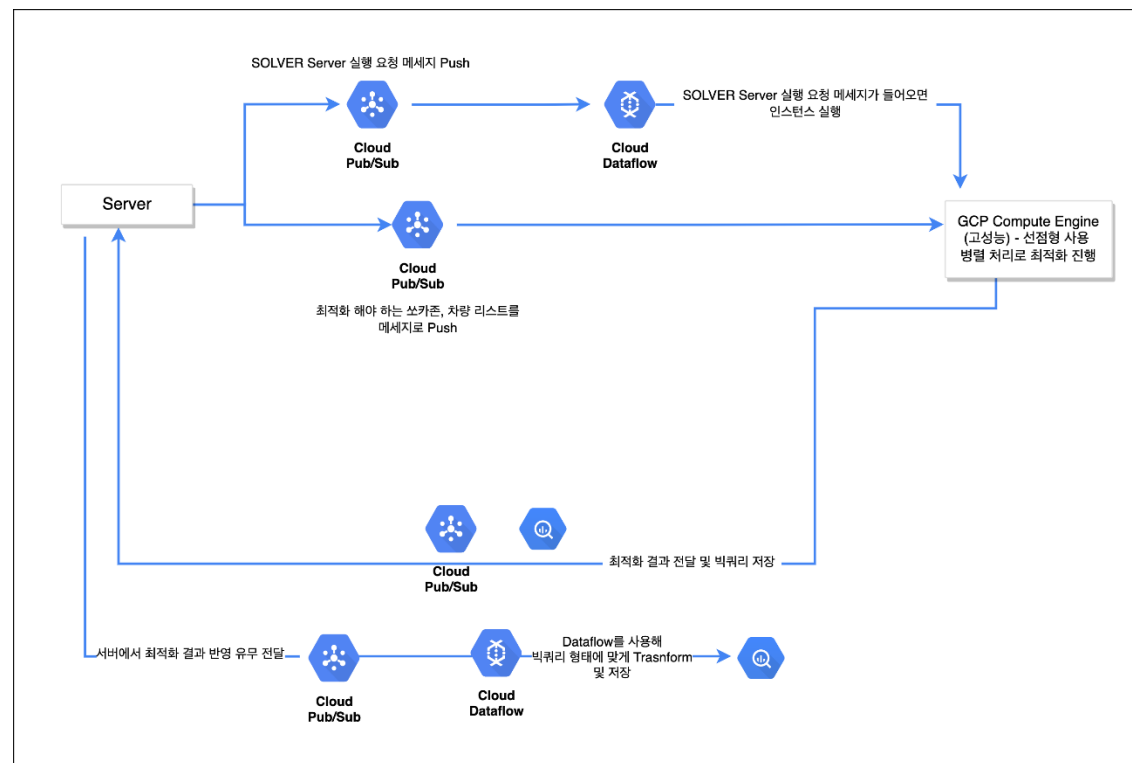 SOLVER Server 실행 요청 메세지 Push
Cloud
Pub/Sub
Cloud
Dataflow
SOLVER Server 실행 요청 메세지가 들어오면
인스턴스 실행
Server
Cloud
Pub/Sub
최적화 해야 하는 쏘카존, 차량 리스트를
메세지로 Push
GCP Compute Engine
(고성능) - 선점형 사용
병렬 처리로 최적화 진행
Cloud
Pub/Sub
최적화 결과 전달 및 빅쿼리 저장
서버에서 최적화 결과 반영 유무 전달
Cloud
Pub/Sub
Cloud
Dataflow
Dataflow를 사용해
빅쿼리 형태에 맞게 Trasnform
및 저장